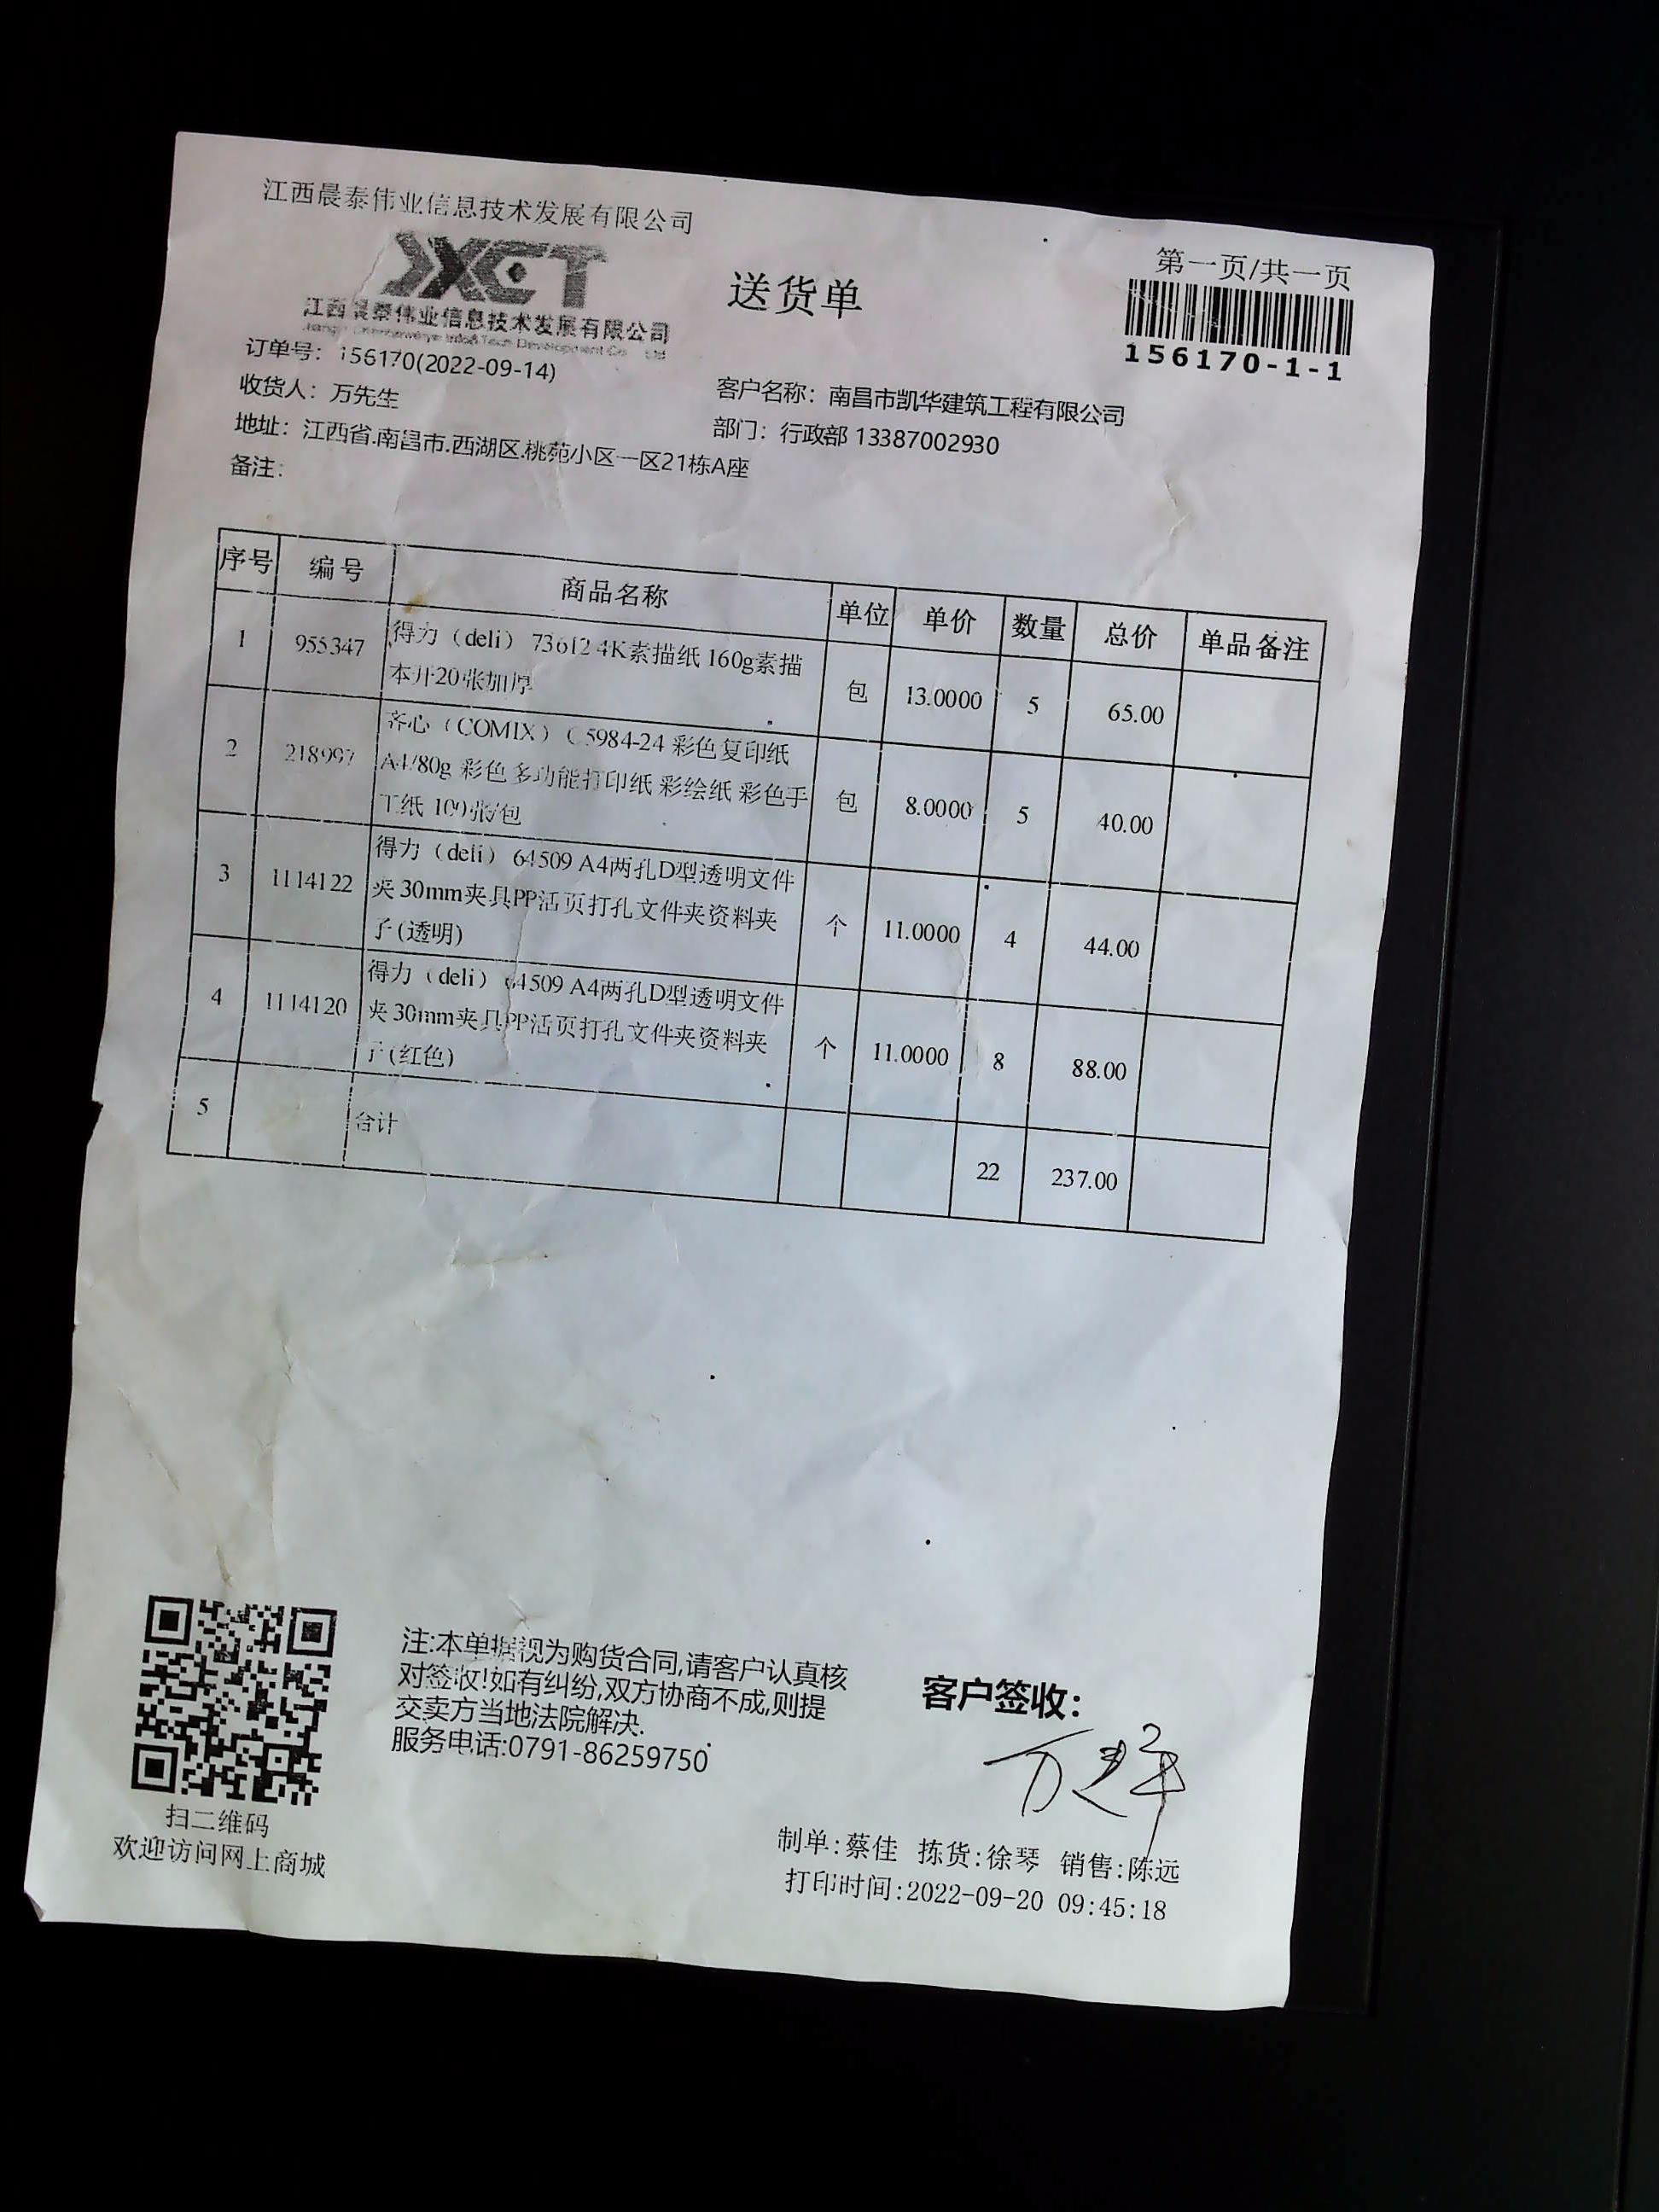 江西晨泰伟业信息技术发展有限公司
第一页/共一页
JXCT
送货单
江西晨泰伟业信息技术发展有限公司
156170-1-1
订单号：156170(2022-09-14)
收货人：万先生
客户名称：南昌市凯华建筑工程有限公司
地址：江西省.南昌市.西湖区.桃苑小区一区21栋A座
部门：行政部 13387002930
备注：
序号 编号 商品名称 单位 单价 数量 总价 单品备注
1 955347 得力（deli）73612 4K素描纸 160g素描
本开20张加厚 包 13.0000 5 65.00
2 218997 齐心（COMIX）C5984-24 彩色复印纸
A4/80g 彩色多功能打印纸 彩绘纸 彩色手
工纸 100张/包 包 8.0000 5 40.00
3 1114122 得力（deli）64509 A4两孔D型透明文件
夹 30mm夹具PP活页打孔文件夹资料夹
子(透明) 个 11.0000 4 44.00
4 1114120 得力（deli）64509 A4两孔D型透明文件
夹 30mm夹具PP活页打孔文件夹资料夹
子(红色) 个 11.0000 8 88.00
5 合计 22 237.00
注:本单据视为购货合同,请客户认真核
对签收!如有纠纷,双方协商不成,则提
交卖方当地法院解决.
服务电话:0791-86259750
客户签收：
扫二维码
欢迎访问网上商城
制单:蔡佳 拣货:徐琴 销售:陈远
打印时间:2022-09-20 09:45:18